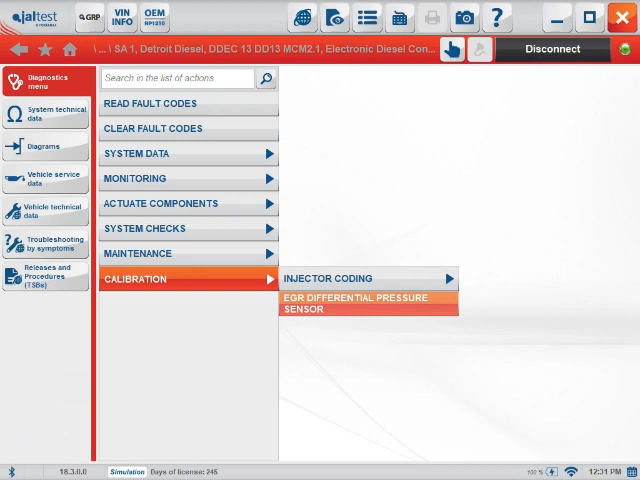 jaltest
GRP
VIN
INFO
OEM
RP1210
?
\ ... \ SA 1, Detroit Diesel, DDEC 13 DD13 MCM2.1, Electronic Diesel Con...
Disconnect
Diagnostics
menu
System technical
data
Diagrams
Vehicle service
data
Vehicle technical
data
Troubleshooting
by symptoms
Releases and
Procedures
(TSBs)
Search in the list of actions
READ FAULT CODES
CLEAR FAULT CODES
SYSTEM DATA
MONITORING
ACTUATE COMPONENTS
SYSTEM CHECKS
MAINTENANCE
CALIBRATION
INJECTOR CODING
EGR DIFFERENTIAL PRESSURE
SENSOR
18.3.0.0
Simulation
Days of license: 245
100 %
12:31 PM